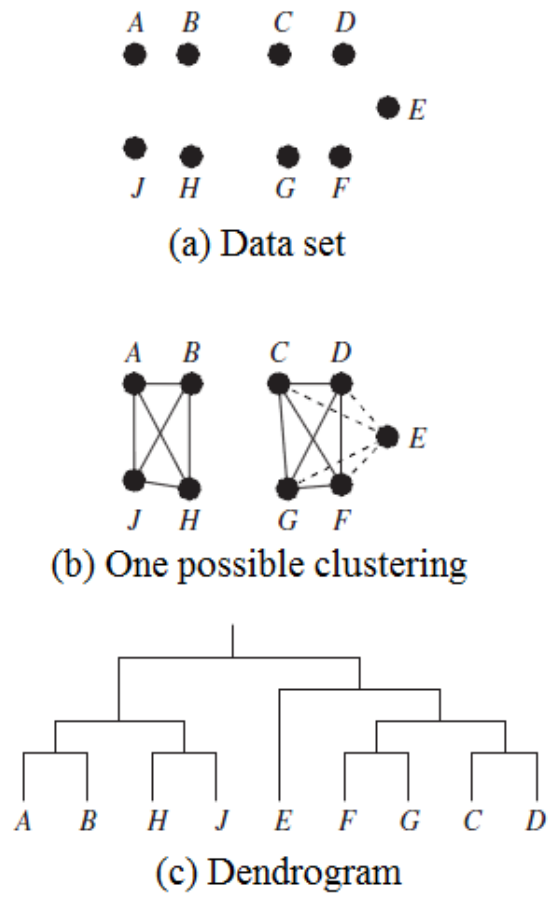 A B C D
E
J H G F
(a) Data set
A B C D
E
J H G F
(b) One possible clustering
A B H J E F G C D
(c) Dendrogram